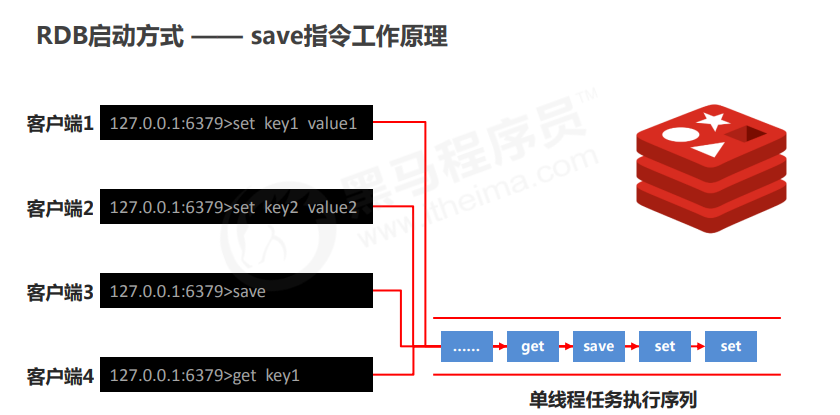 RDB启动方式 —— save指令工作原理
客户端1 127.0.0.1:6379>set key1 value1
客户端2 127.0.0.1:6379>set key2 value2
客户端3 127.0.0.1:6379>save
客户端4 127.0.0.1:6379>get key1
...... get save set set
单线程任务执行序列
黑马程序员™
www.itheima.com